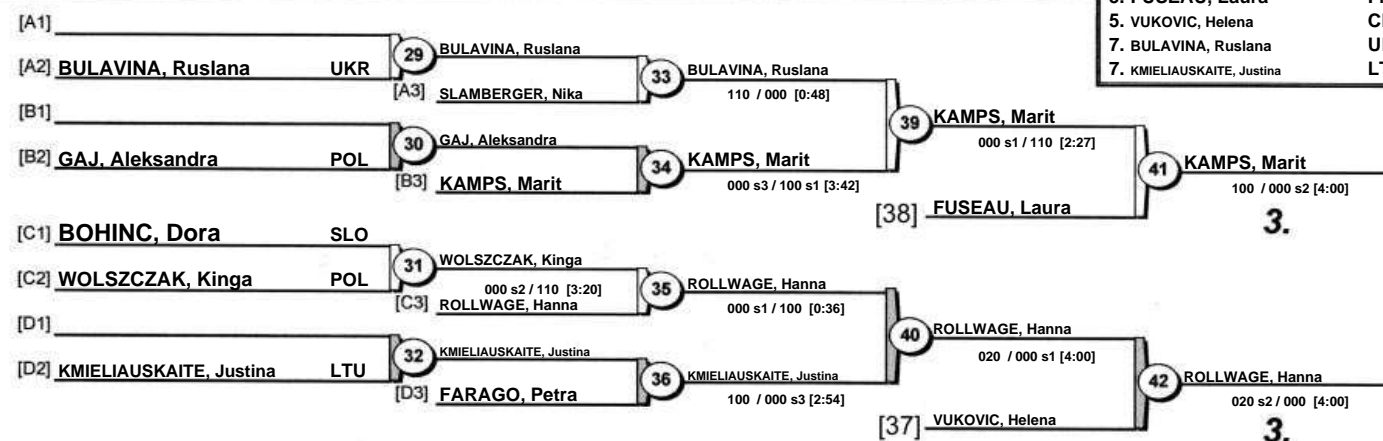 5. VUKOVIC, Helena
7. BULAVINA, Ruslana
7. KMIELIAUSKAITE, Justina
[A1]
[A2] BULAVINA, Ruslana UKR
29
BULAVINA, Ruslana
[A3] SLAMBERGER, Nika
33
BULAVINA, Ruslana
110 / 000 [0:48]
[B1]
[B2] GAJ, Aleksandra POL
30
GAJ, Aleksandra
[B3] KAMPS, Marit
34
KAMPS, Marit
000 s3 / 100 s1 [3:42]
39
KAMPS, Marit
000 s1 / 110 [2:27]
[38] FUSEAU, Laura
41
KAMPS, Marit
100 / 000 s2 [4:00]
3.
[C1] BOHINC, Dora SLO
[C2] WOLSZCZAK, Kinga POL
31
WOLSZCZAK, Kinga
000 s2 / 110 [3:20]
[C3] ROLLWAGE, Hanna
35
ROLLWAGE, Hanna
000 s1 / 100 [0:36]
[D1]
[D2] KMIELIAUSKAITE, Justina LTU
32
KMIELIAUSKAITE, Justina
[D3] FARAGO, Petra
36
KMIELIAUSKAITE, Justina
100 / 000 s3 [2:54]
40
ROLLWAGE, Hanna
020 / 000 s1 [4:00]
[37] VUKOVIC, Helena
42
ROLLWAGE, Hanna
020 s2 / 000 [4:00]
3.